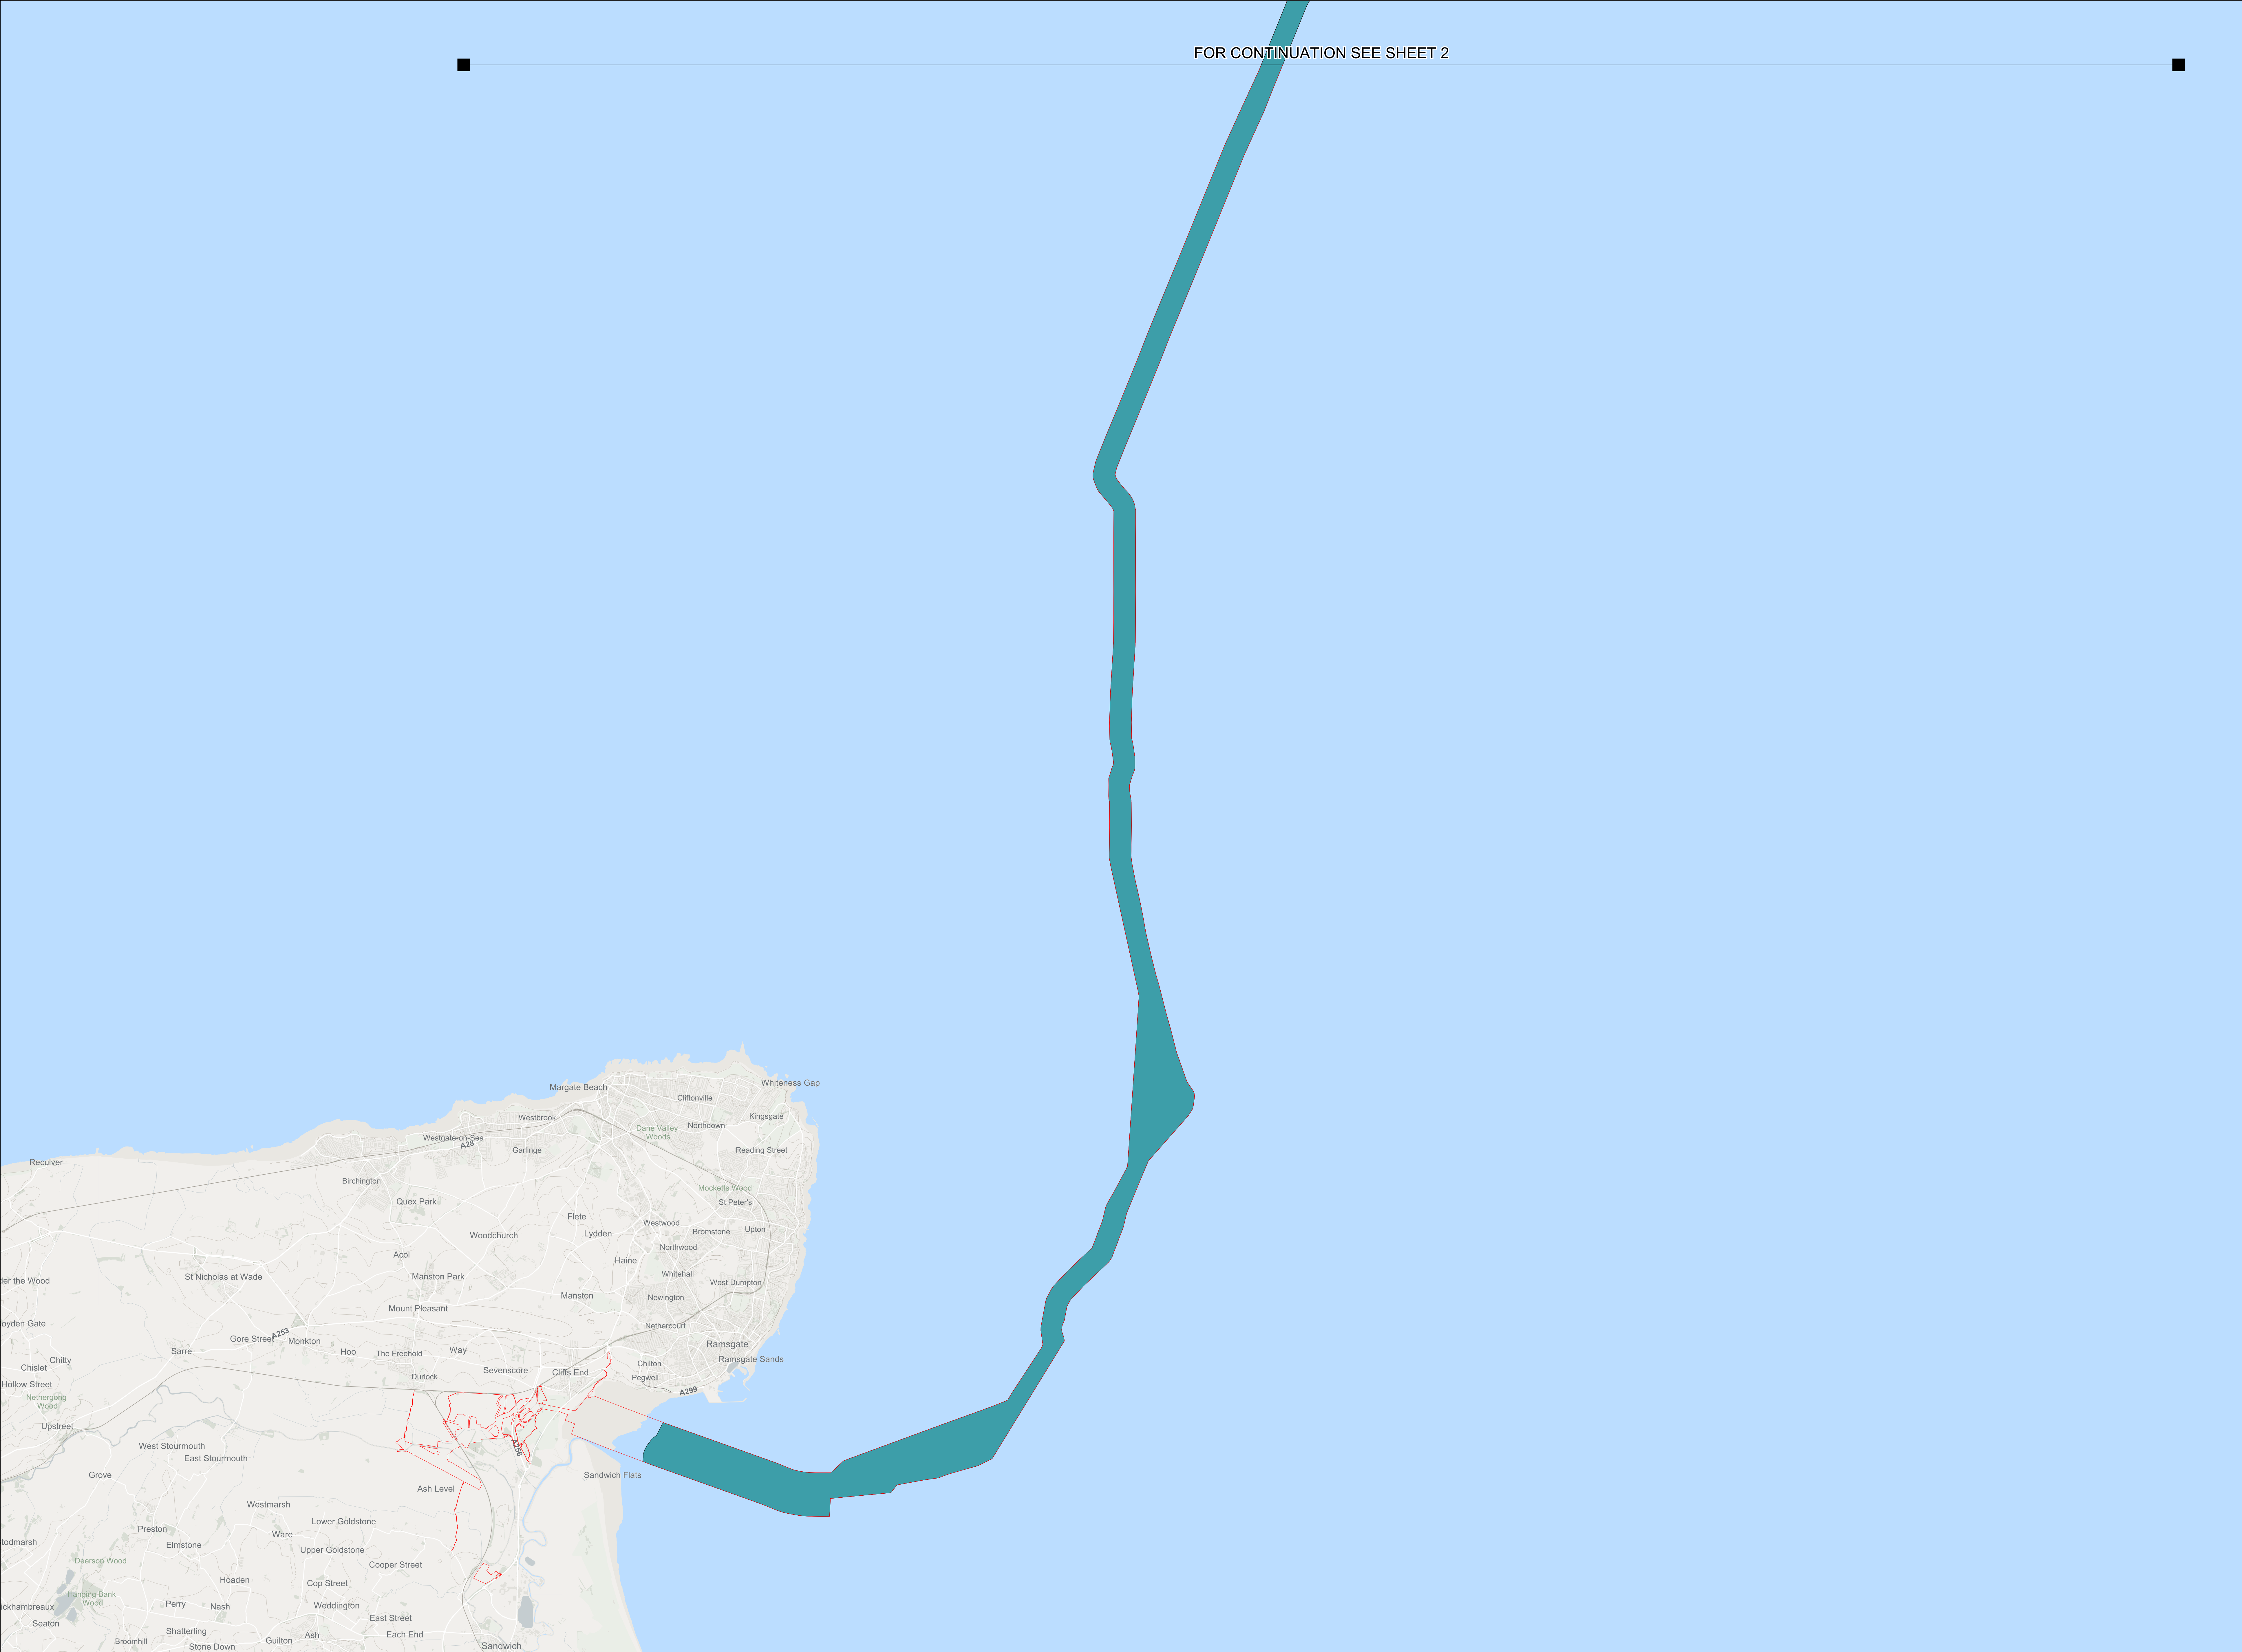 FOR CONTINUATION SEE SHEET 2
Margate Beach
Whiteness Gap
Cliftonville
Westbrook
Kingsgate
Northdown
Dane Valley
Woods
Westgate-on-Sea
A28
Garlinge
Reading Street
Reculver
Birchington
Mocketts Wood
Quex Park
St Peter's
Flete
Westwood
Upton
Bromstone
Lydden
Woodchurch
Northwood
Acol
Haine
Whitehall
St Nicholas at Wade
Manston Park
der the Wood
West Dumpton
Manston
Newington
Mount Pleasant
oyden Gate
Nethercourt
A253
Gore Street
Monkton
Ramsgate
Sarre
Hoo
The Freehold
Way
Ramsgate Sands
Chitty
Chislet
Chilton
Sevenscore
Cliffs End
Durlock
Pegwell
Hollow Street
A299
Nethergong
Wood
Upstreet
West Stourmouth
A256
East Stourmouth
Grove
Sandwich Flats
Ash Level
Westmarsh
Lower Goldstone
Preston
Ware
Stodmarsh
Elmstone
Upper Goldstone
Deerson Wood
Cooper Street
Hoaden
Cop Street
Hanging Bank
Wood
Perry
Nash
Weddington
ickhambreaux
East Street
Seaton
Shatterling
Ash
Each End
Broomhill
Guilton
Stone Down
Sandwich